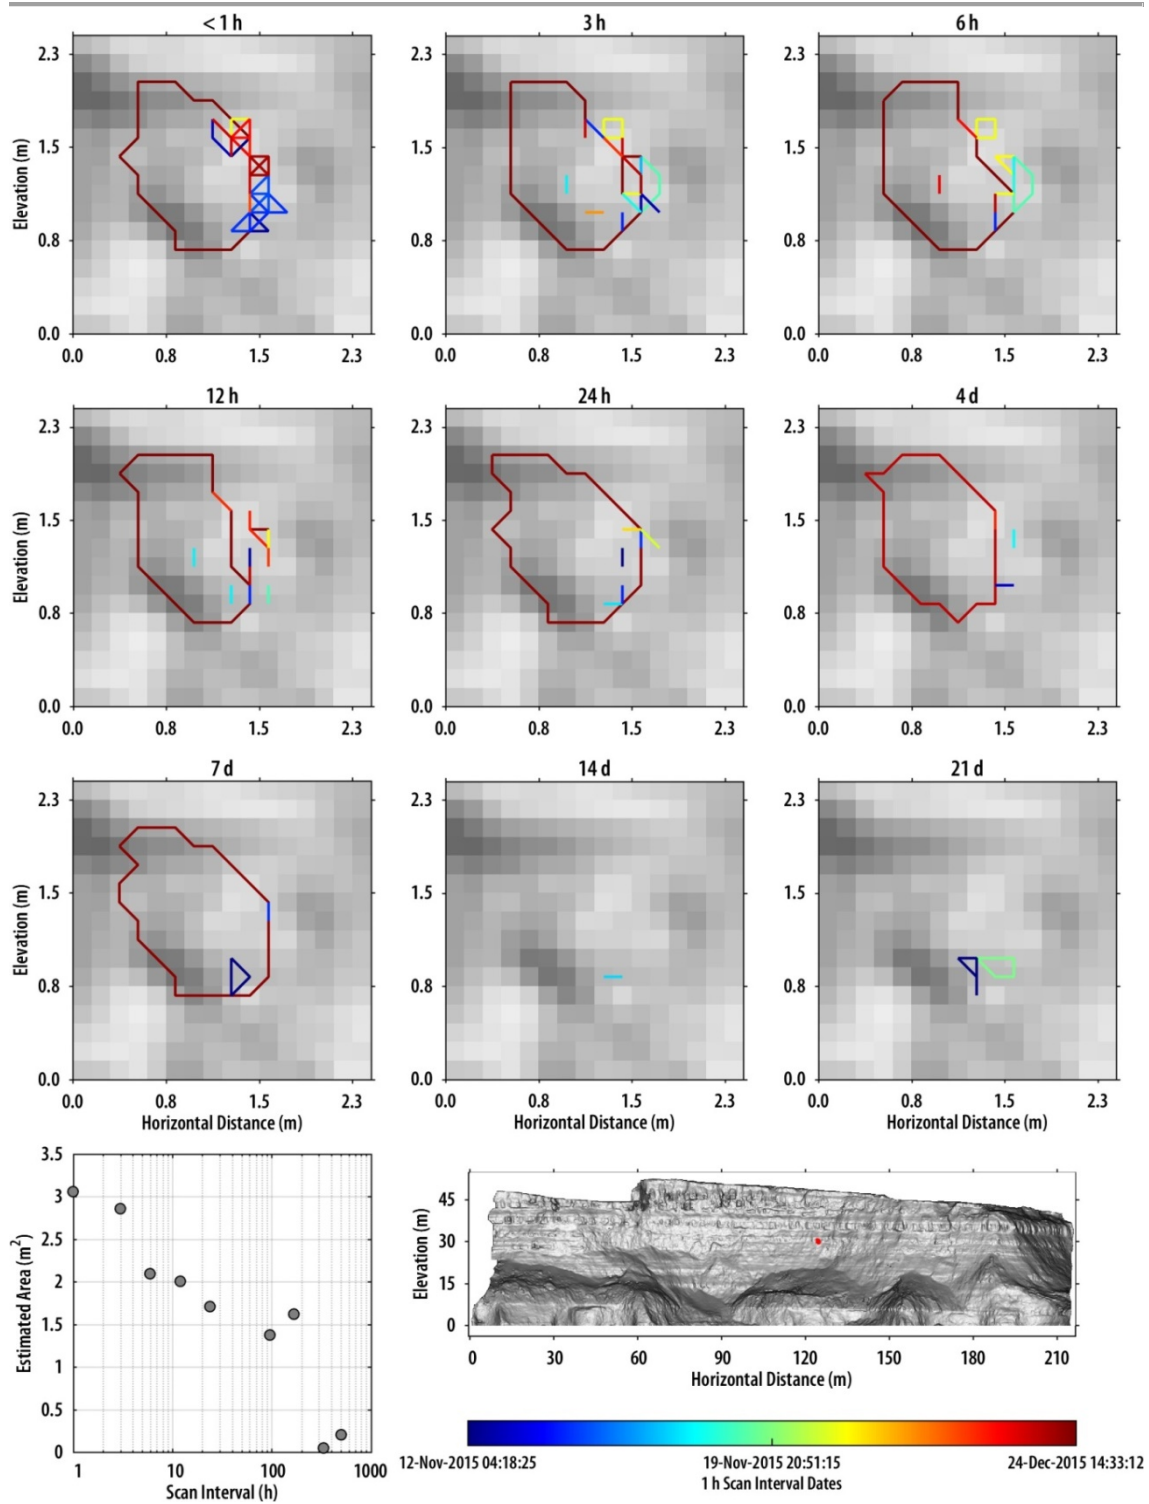 < 1 h 3 h 6 h
2.3 2.3 2.3
Elevation (m)
1.5 1.5 1.5
0.8 0.8 0.8
0.0 0.0 0.0
0.0 0.8 1.5 2.3 0.0 0.8 1.5 2.3 0.0 0.8 1.5 2.3
12 h 24 h 4 d
2.3 2.3 2.3
Elevation (m)
1.5 1.5 1.5
0.8 0.8 0.8
0.0 0.0 0.0
0.0 0.8 1.5 2.3 0.0 0.8 1.5 2.3 0.0 0.8 1.5 2.3
7 d 14 d 21 d
2.3 2.3 2.3
Elevation (m)
1.5 1.5 1.5
0.8 0.8 0.8
0.0 0.0 0.0
0.0 0.8 1.5 2.3 0.0 0.8 1.5 2.3 0.0 0.8 1.5 2.3
Horizontal Distance (m) Horizontal Distance (m) Horizontal Distance (m)
3.5
3
2.5
2
1.5
1
0.5
0
Estimated Area (m²)
1 10 100 1000
Scan Interval (h)
45
30
15
0
Elevation (m)
0 30 60 90 120 150 180 210
Horizontal Distance (m)
12-Nov-2015 04:18:25 19-Nov-2015 20:51:15 24-Dec-2015 14:33:12
1 h Scan Interval Dates